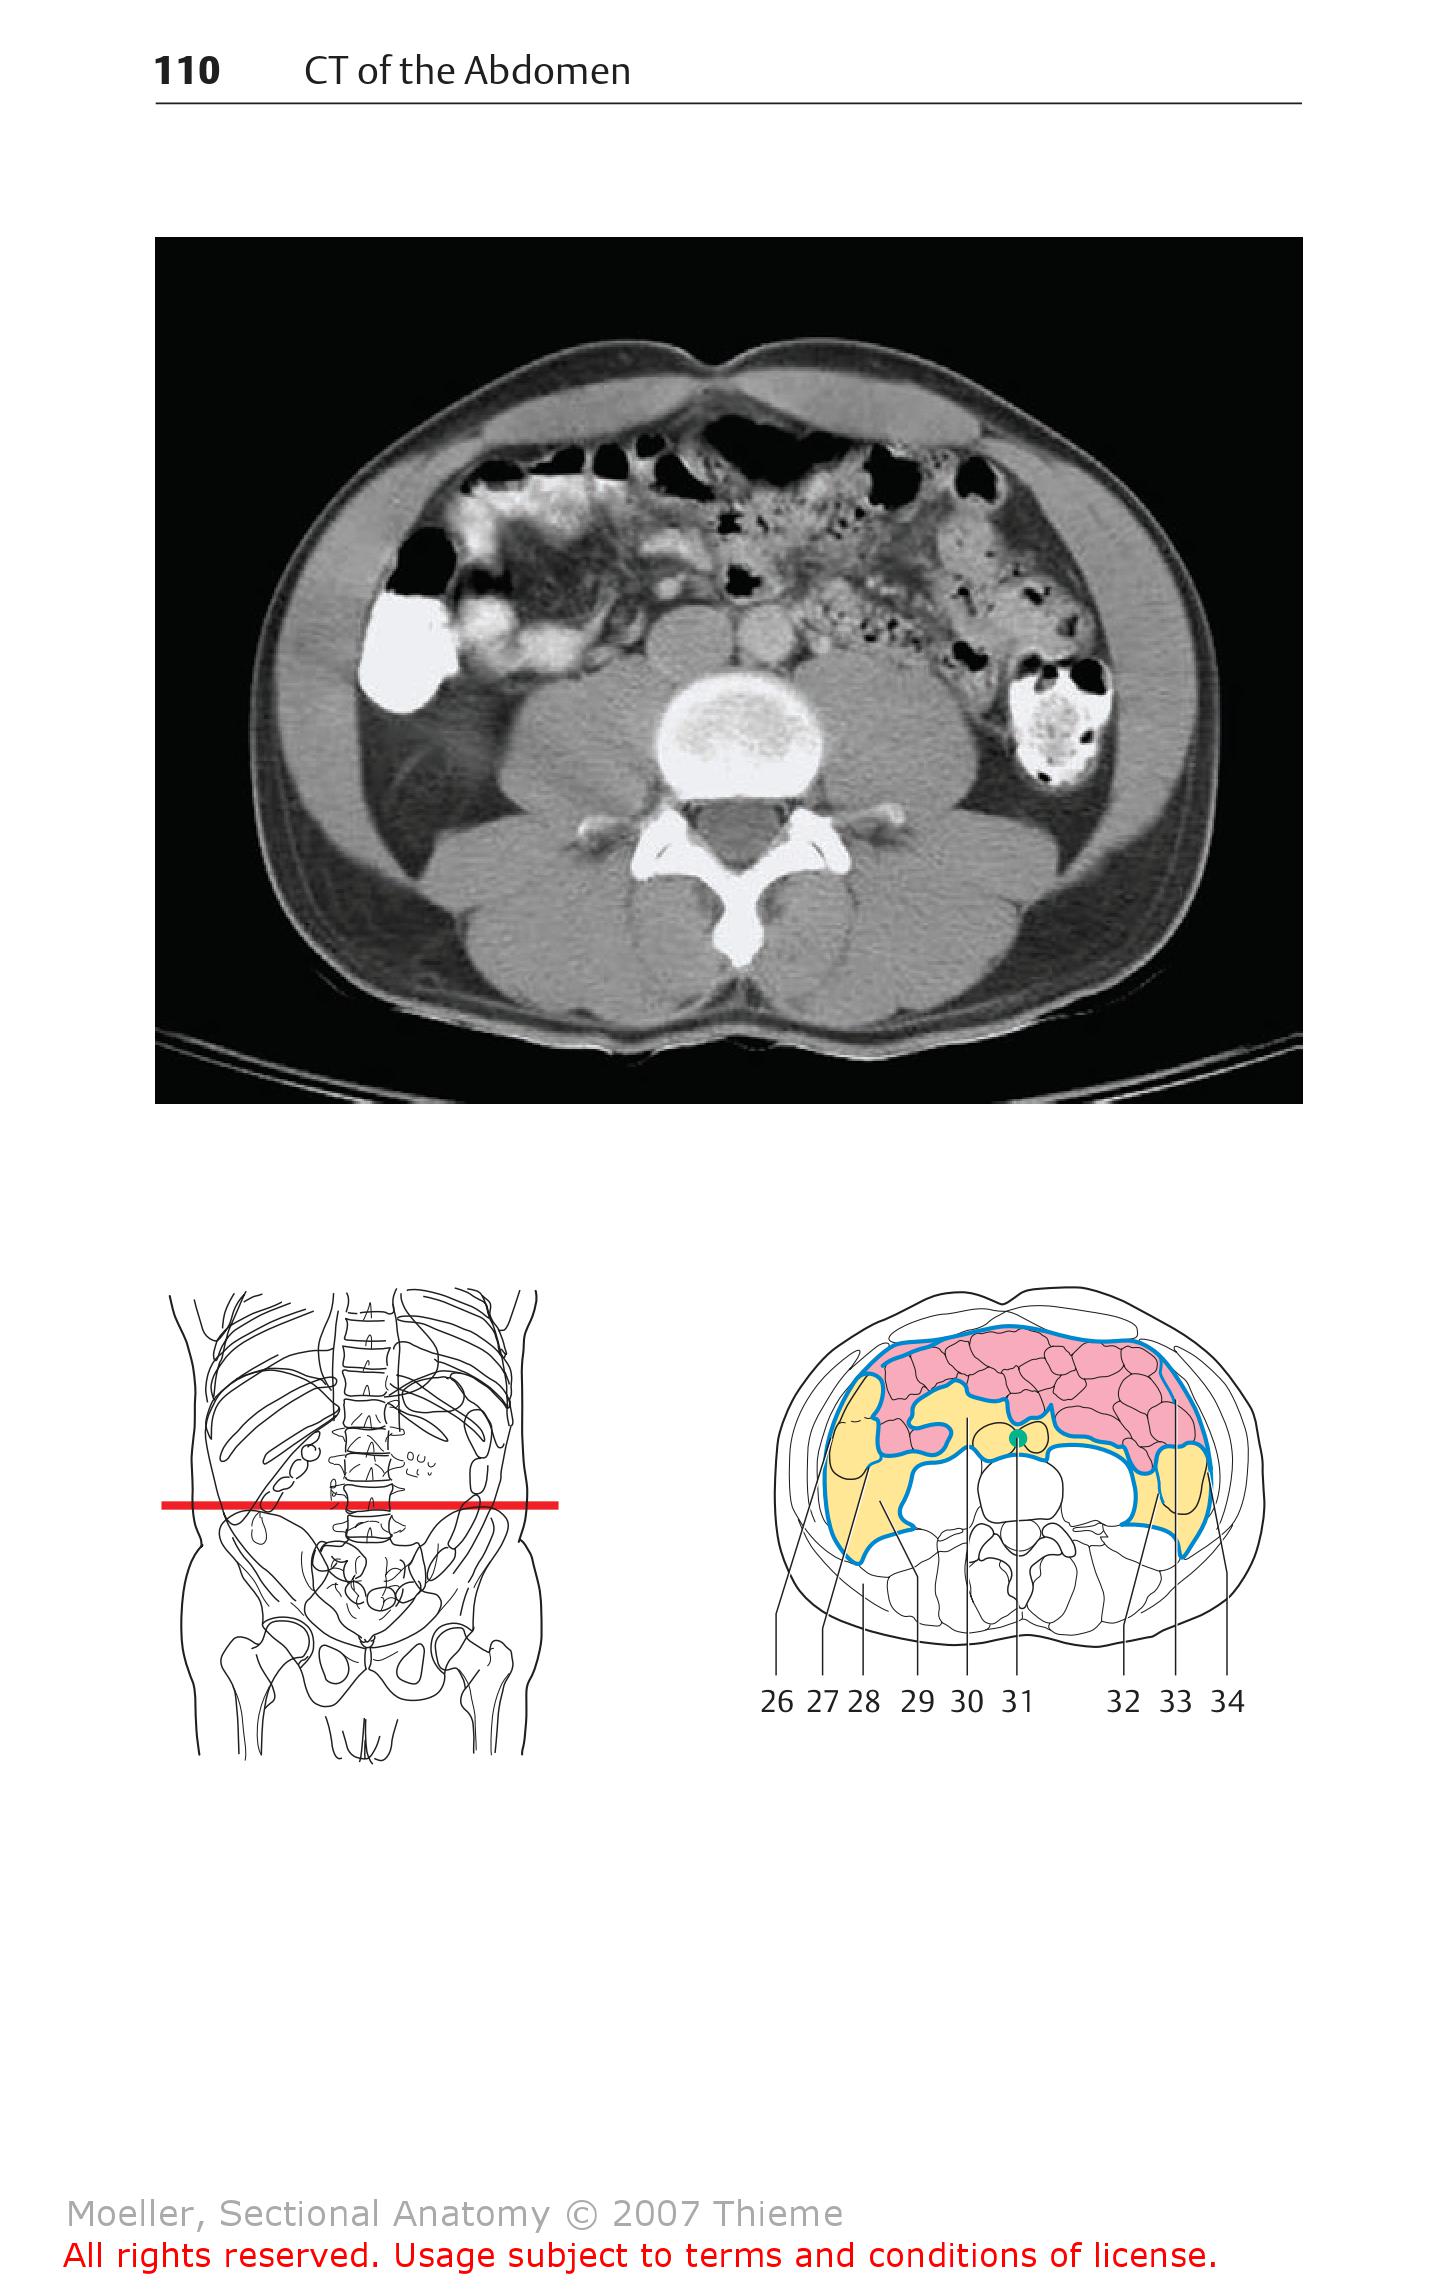 110 CT of the Abdomen
26 27 28 29 30 31 32 33 34
Moeller, Sectional Anatomy © 2007 Thieme
All rights reserved. Usage subject to terms and conditions of license.